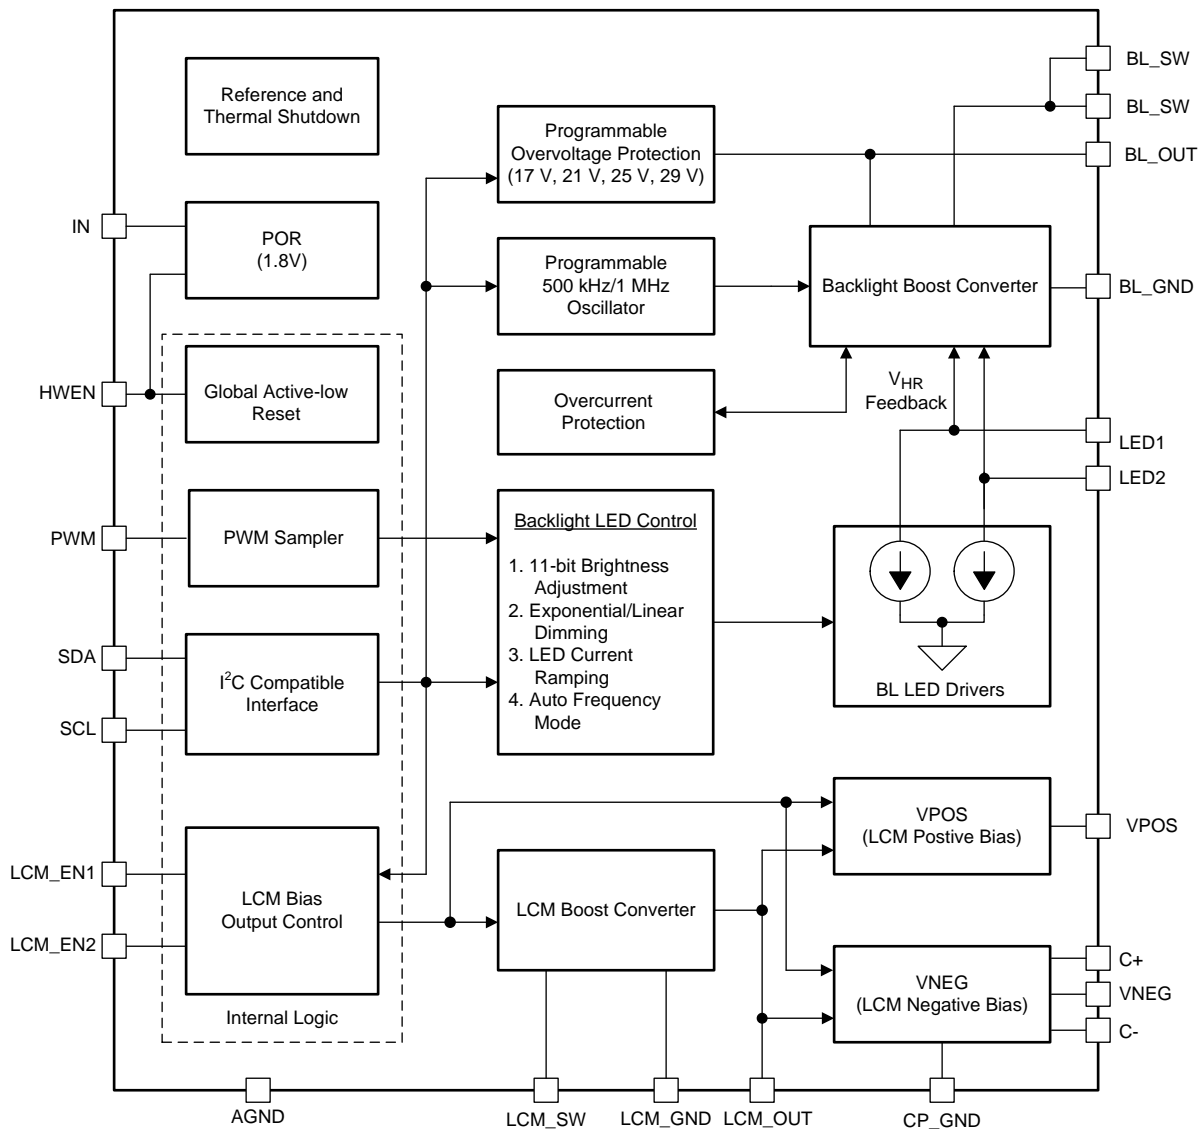 BL_SW
Reference and
Thermal Shutdown
BL_SW
Programmable
Overvoltage Protection
(17 V, 21 V, 25 V, 29 V)
BL_OUT
IN
POR
(1.8V)
Programmable
500 kHz/1 MHz
Oscillator
Backlight Boost Converter
BL_GND
HWEN
Global Active-low
Reset
Overcurrent
Protection
VHR
Feedback
LED1
LED2
PWM
PWM Sampler
Backlight LED Control
1. 11-bit Brightness
Adjustment
2. Exponential/Linear
Dimming
3. LED Current
Ramping
4. Auto Frequency
Mode
BL LED Drivers
SDA
I2C Compatible
Interface
SCL
VPOS
(LCM Postive Bias)
VPOS
LCM_EN1
LCM Bias
Output Control
LCM_EN2
LCM Boost Converter
VNEG
(LCM Negative Bias)
C+
VNEG
C-
Internal Logic
AGND
LCM_SW
LCM_GND
LCM_OUT
CP_GND